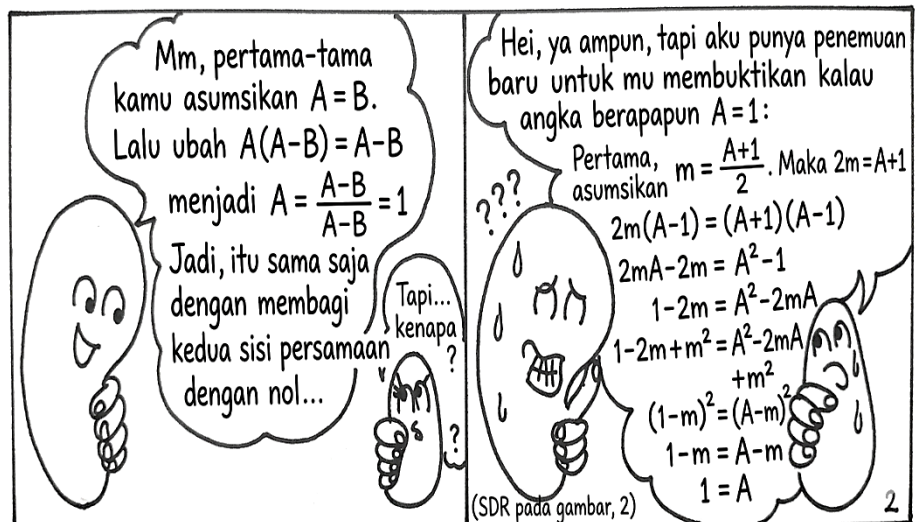 Mm, pertama-tama
kamu asumsikan A = B.
Lalu ubah A(A-B) = A-B
menjadi A = \frac{A-B}{A-B} = 1
Jadi, itu sama saja
dengan membagi
kedua sisi persamaan
dengan nol...
Tapi...
kenapa
?
?
Hei, ya ampun, tapi aku punya penemuan
baru untuk mu membuktikan kalau
angka berapapun A=1:
Pertama,
asumsikan m = \frac{A+1}{2}. Maka 2m=A+1
???
2m(A-1) = (A+1)(A-1)
2mA-2m = A²-1
1-2m = A²-2mA
1-2m+m² = A²-2mA
+m²
(1-m)² = (A-m)²
1-m = A-m
1 = A
(SDR pada gambar, 2)
2